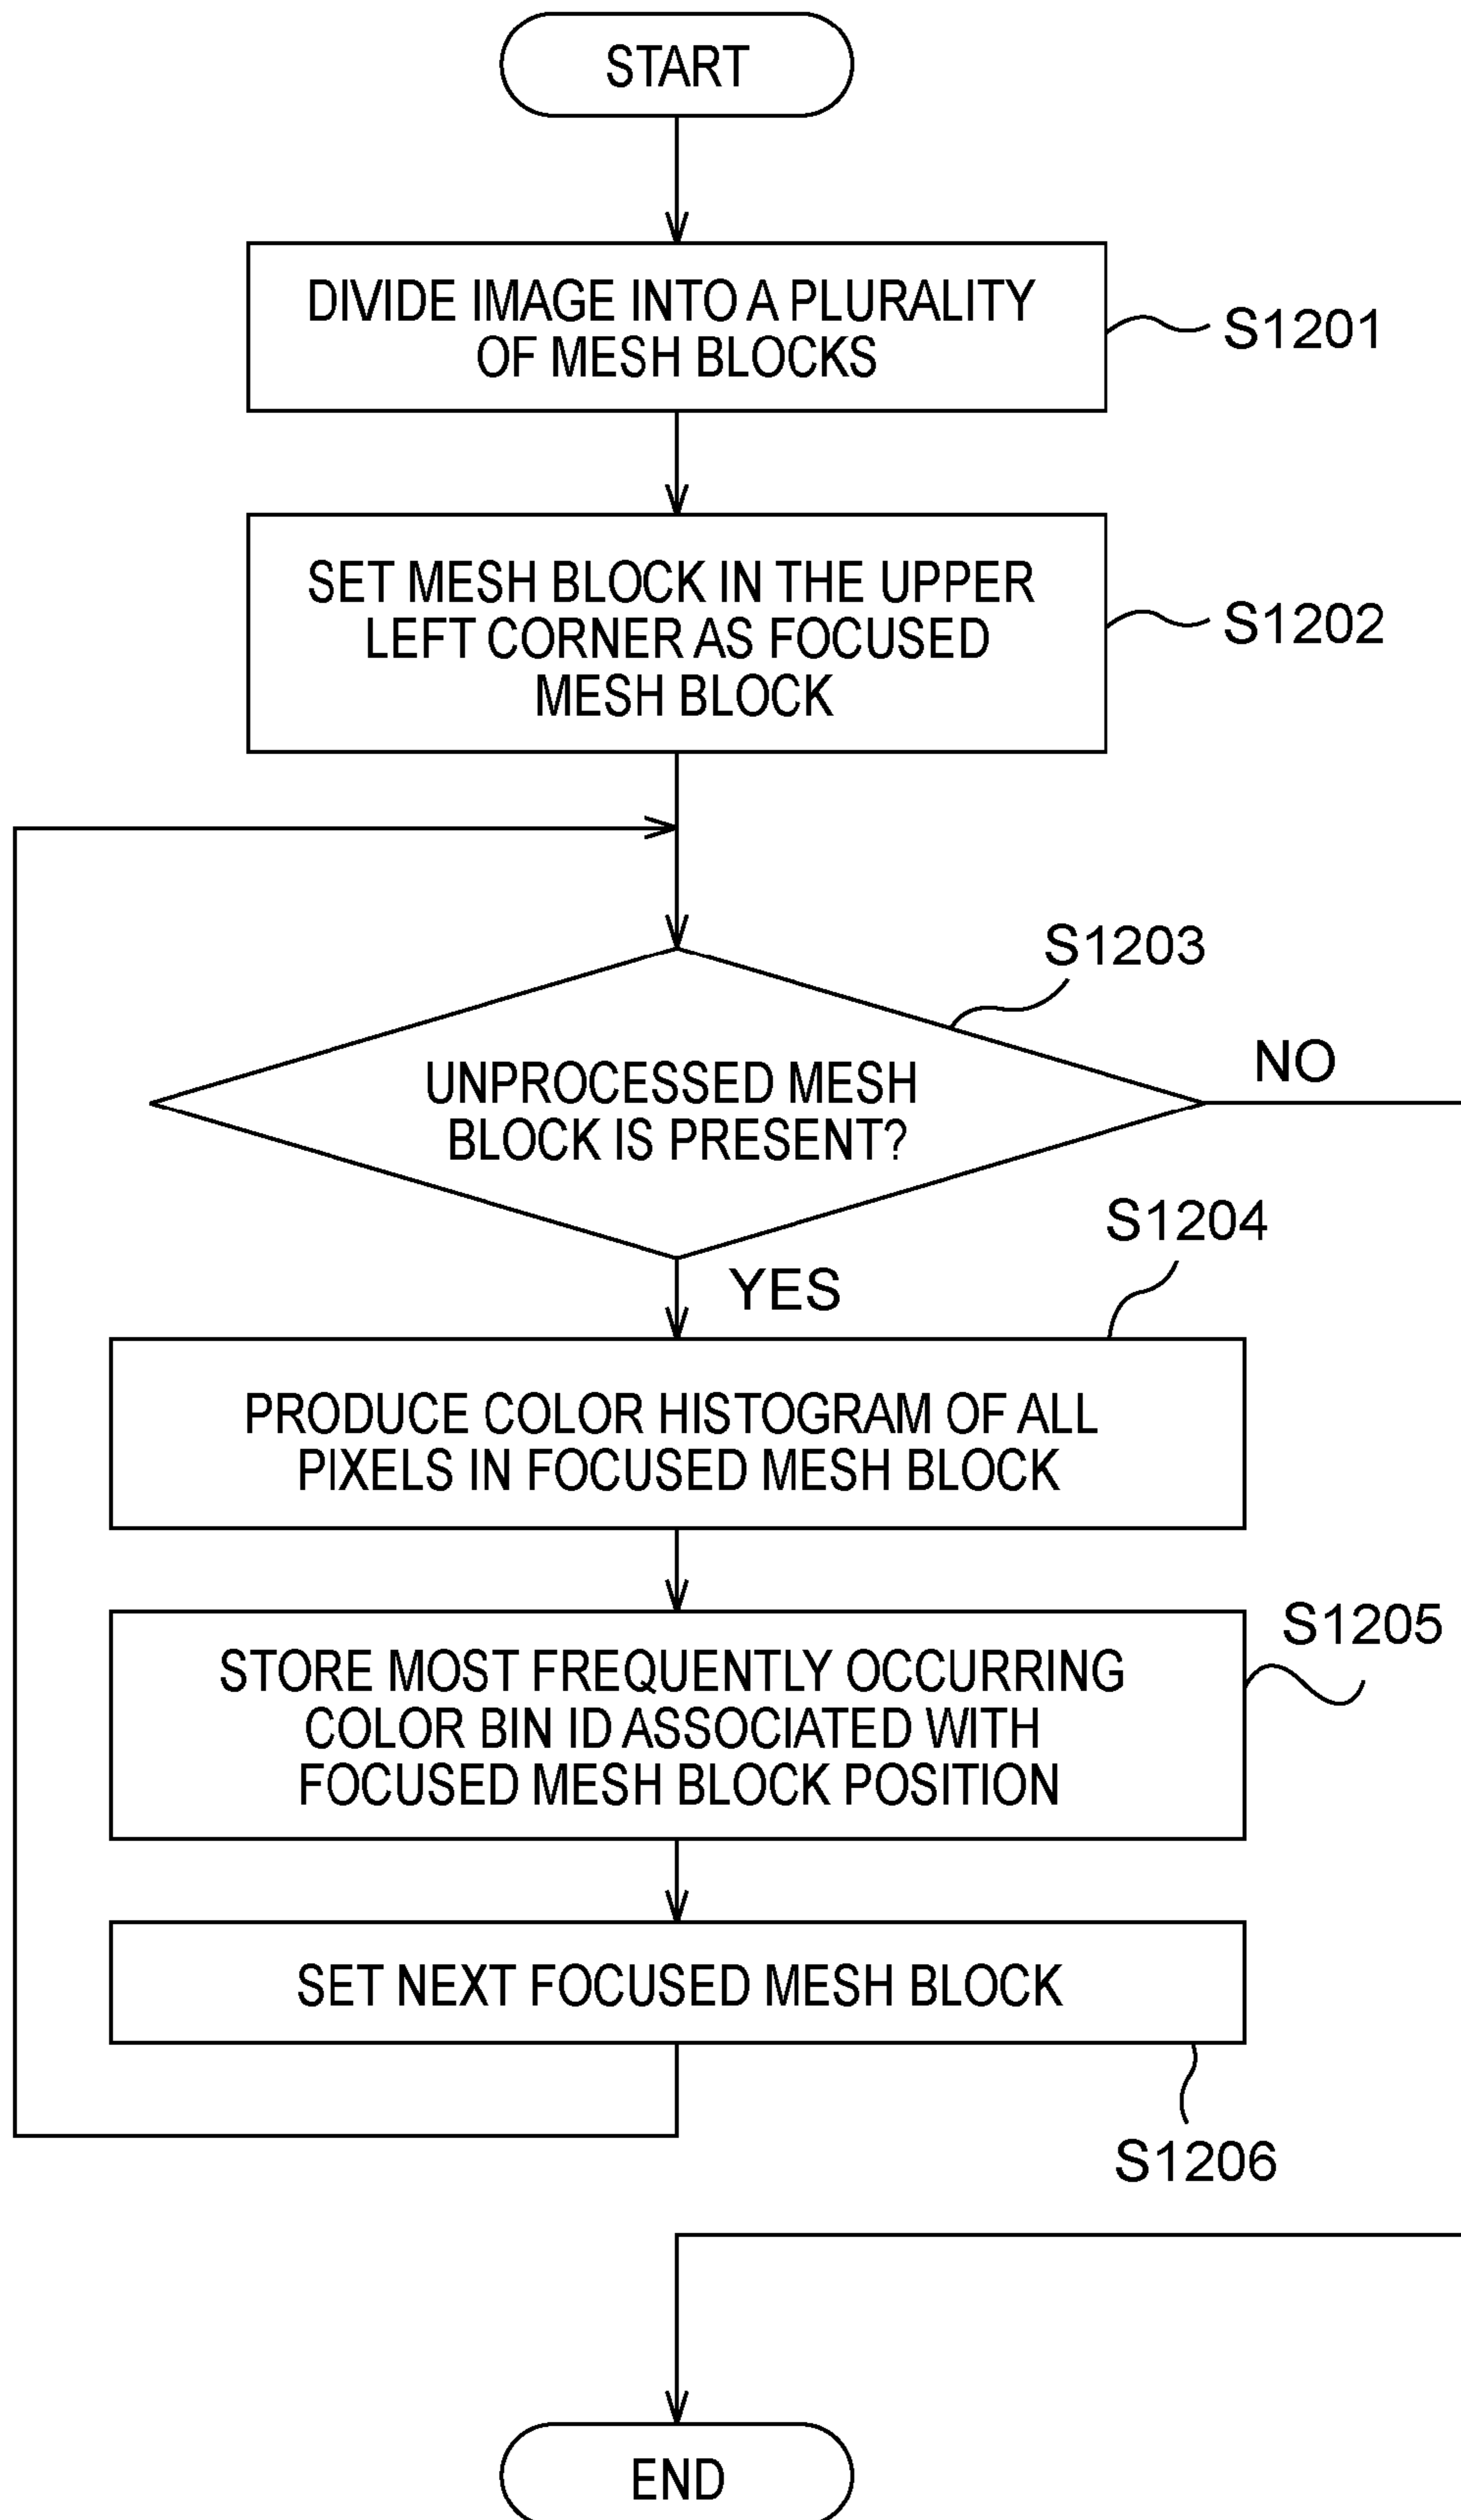 START
DIVIDE IMAGE INTO A PLURALITY
OF MESH BLOCKS
S1201
SET MESH BLOCK IN THE UPPER
LEFT CORNER AS FOCUSED
MESH BLOCK
S1202
S1203
UNPROCESSED MESH
BLOCK IS PRESENT?
NO
YES
S1204
PRODUCE COLOR HISTOGRAM OF ALL
PIXELS IN FOCUSED MESH BLOCK
STORE MOST FREQUENTLY OCCURRING
COLOR BIN ID ASSOCIATED WITH
FOCUSED MESH BLOCK POSITION
S1205
SET NEXT FOCUSED MESH BLOCK
S1206
END